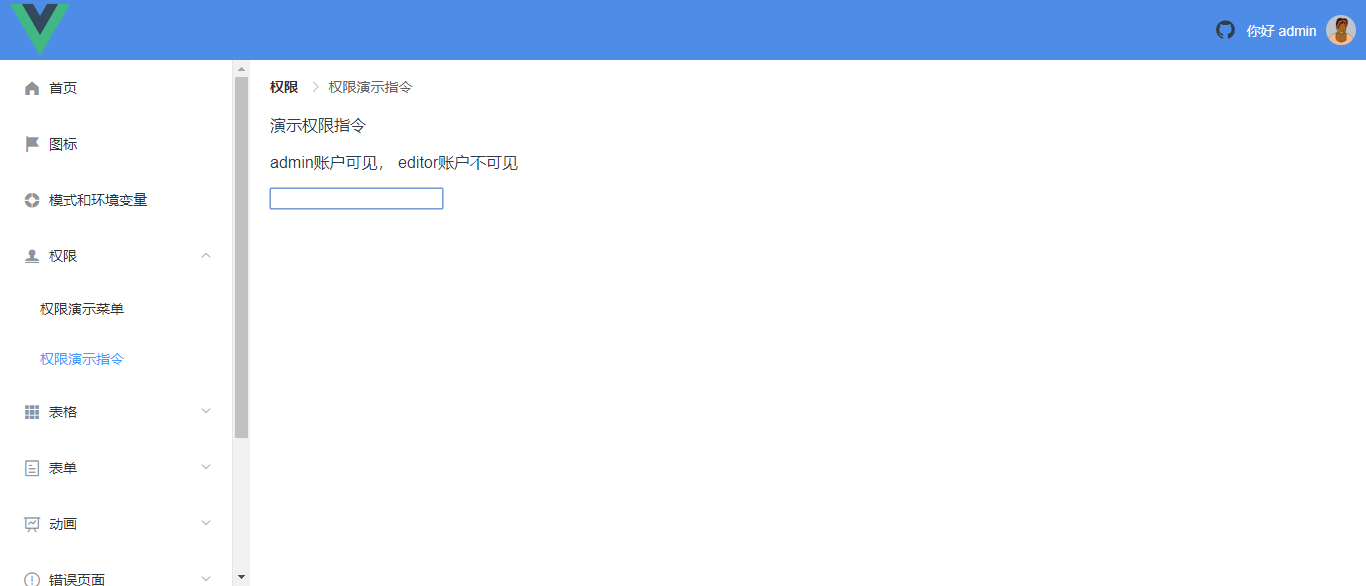 你好 admin
首页
图标
模式和环境变量
权限
权限演示菜单
权限演示指令
表格
表单
动画
错误页面
权限 > 权限演示指令
演示权限指令
admin账户可见， editor账户不可见